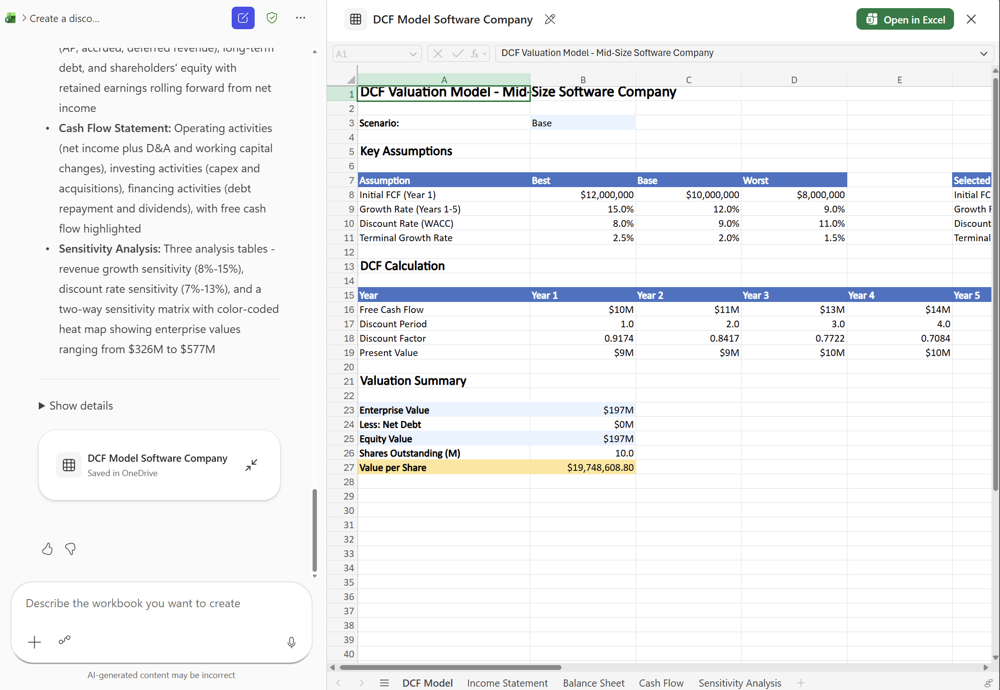 Create a disco...
(AP, accrued, deferred revenue), long-term
debt, and shareholders' equity with
retained earnings rolling forward from net
income
• Cash Flow Statement: Operating activities
(net income plus D&A and working capital
changes), investing activities (capex and
acquisitions), financing activities (debt
repayment and dividends), with free cash
flow highlighted
• Sensitivity Analysis: Three analysis tables -
revenue growth sensitivity (8%-15%),
discount rate sensitivity (7%-13%), and a
two-way sensitivity matrix with color-coded
heat map showing enterprise values
ranging from $326M to $577M
Show details
DCF Model Software Company
Saved in OneDrive
Describe the workbook you want to create
AI-generated content may be incorrect
DCF Model Software Company
Open in Excel
A1 fx DCF Valuation Model - Mid-Size Software Company
A B C D E
1 DCF Valuation Model - Mid-Size Software Company
2
3 Scenario: Base
4
5 Key Assumptions
6
7 Assumption Best Base Worst Selected
8 Initial FCF (Year 1) $12,000,000 $10,000,000 $8,000,000 Initial FC
9 Growth Rate (Years 1-5) 15.0% 12.0% 9.0% Growth R
10 Discount Rate (WACC) 8.0% 9.0% 11.0% Discount
11 Terminal Growth Rate 2.5% 2.0% 1.5% Terminal
12
13 DCF Calculation
14
15 Year Year 1 Year 2 Year 3 Year 4 Year 5
16 Free Cash Flow $10M $11M $13M $14M
17 Discount Period 1.0 2.0 3.0 4.0
18 Discount Factor 0.9174 0.8417 0.7722 0.7084
19 Present Value $9M $9M $10M $10M
20
21 Valuation Summary
22
23 Enterprise Value $197M
24 Less: Net Debt $0M
25 Equity Value $197M
26 Shares Outstanding (M) 10.0
27 Value per Share $19,748,608.80
28
29
30
31
32
33
34
35
36
37
38
39
40
DCF Model Income Statement Balance Sheet Cash Flow Sensitivity Analysis